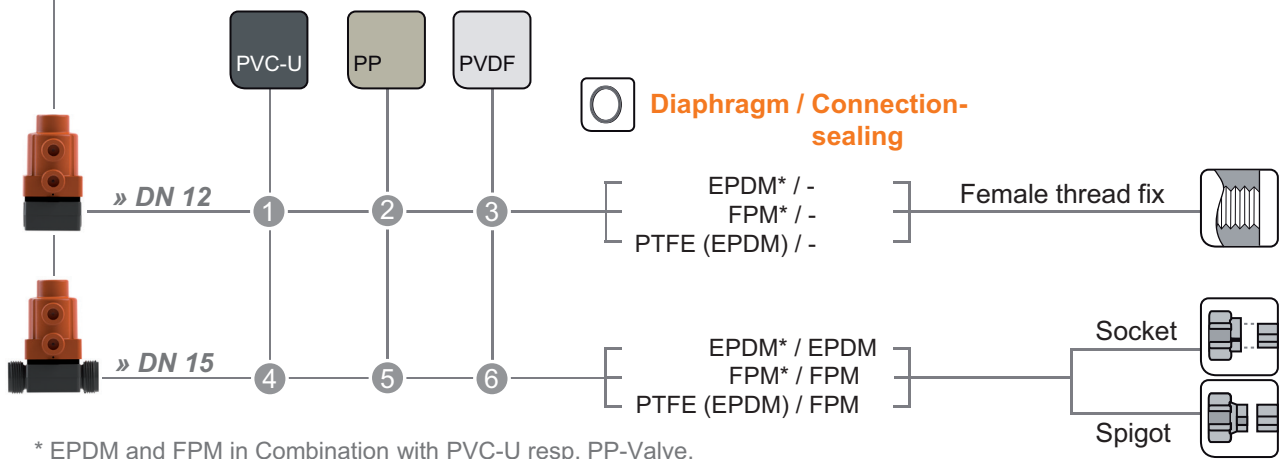 PVC-U
PP
PVDF
Diaphragm / Connection-
sealing
» DN 12
1
2
3
EPDM* / -
FPM* / -
PTFE (EPDM) / -
Female thread fix
» DN 15
4
5
6
EPDM* / EPDM
FPM* / FPM
PTFE (EPDM) / FPM
Socket
Spigot
* EPDM and FPM in Combination with PVC-U resp. PP-Valve.